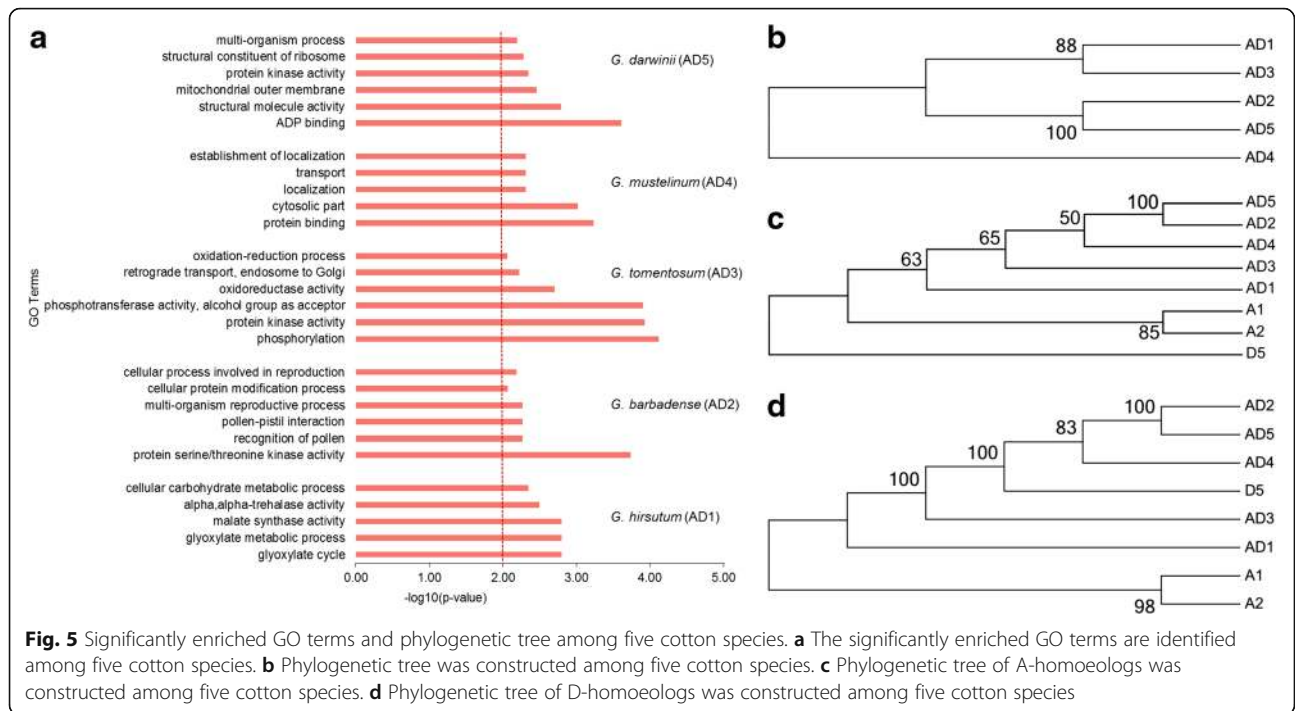 a
multi-organism process
structural constituent of ribosome
protein kinase activity
mitochondrial outer membrane
structural molecule activity
ADP binding
G. darwinii (AD5)
establishment of localization
transport
localization
cytosolic part
protein binding
G. mustelinum (AD4)
oxidation-reduction process
retrograde transport, endosome to Golgi
oxidoreductase activity
phosphotransferase activity, alcohol group as acceptor
protein kinase activity
phosphorylation
G. tomentosum (AD3)
cellular process involved in reproduction
cellular protein modification process
multi-organism reproductive process
pollen-pistil interaction
recognition of pollen
protein serine/threonine kinase activity
G. barbadense (AD2)
cellular carbohydrate metabolic process
alpha,alpha-trehalase activity
malate synthase activity
glyoxylate metabolic process
glyoxylate cycle
G. hirsutum (AD1)
GO Terms
0.00 1.00 2.00 3.00 4.00 5.00
-log10(p-value)
b
88
100
AD1
AD3
AD2
AD5
AD4
c
100
50
65
63
85
AD5
AD2
AD4
AD3
AD1
A1
A2
D5
d
100
83
100
100
98
AD2
AD5
AD4
D5
AD3
AD1
A1
A2
Fig. 5 Significantly enriched GO terms and phylogenetic tree among five cotton species. a The significantly enriched GO terms are identified
among five cotton species. b Phylogenetic tree was constructed among five cotton species. c Phylogenetic tree of A-homoeologs was
constructed among five cotton species. d Phylogenetic tree of D-homoeologs was constructed among five cotton species